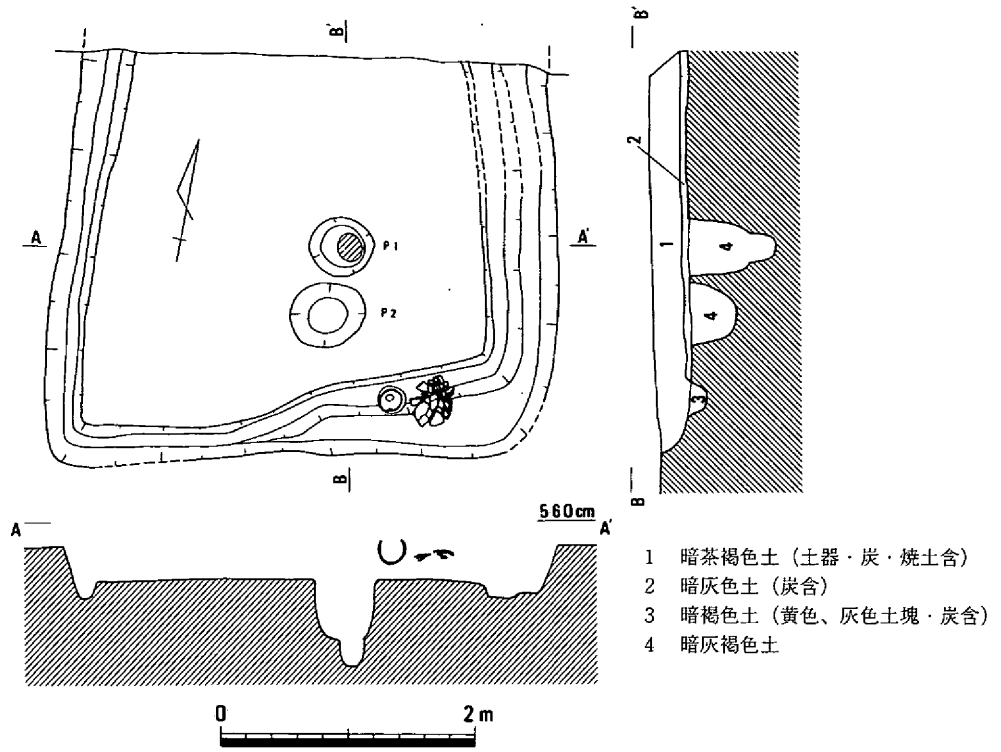 B'
B'
2
A
A'
P1
1
4
P2
4
3
B
B
A
560cm
A'
1 暗茶褐色土（土器・炭・焼土含）
2 暗灰色土（炭含）
3 暗褐色土（黄色、灰色土塊・炭含）
4 暗灰褐色土
0
2m